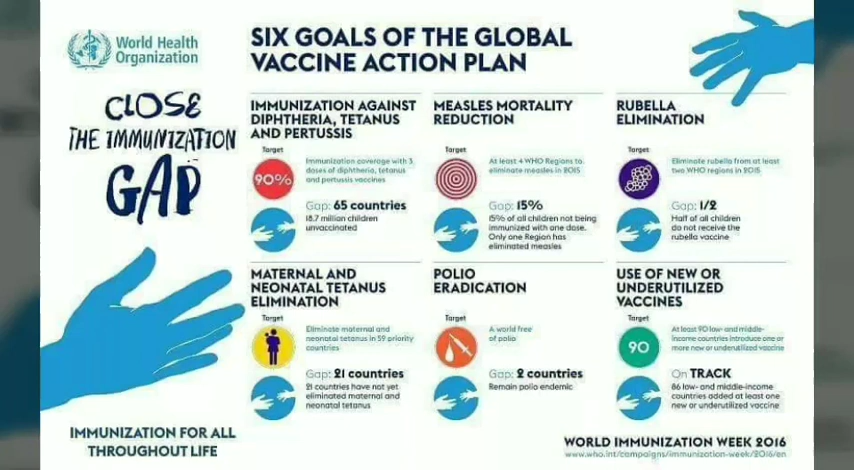 World Health
Organization
CLOSE
THE IMMUNIZATION
GAP
IMMUNIZATION FOR ALL
THROUGHOUT LIFE
SIX GOALS OF THE GLOBAL
VACCINE ACTION PLAN
IMMUNIZATION AGAINST
DIPHTHERIA, TETANUS
AND PERTUSSIS
Target
90%
Immunization coverage with 3
doses of diphtheria, tetanus
and pertussis vaccines
Gap: 65 countries
18.7 million children
unvaccinated
MEASLES MORTALITY
REDUCTION
Target
At least 4 WHO Regions to
eliminate measles in 2015
Gap: 15%
15% of all children not being
immunized with one dose.
Only one Region has
eliminated measles
RUBELLA
ELIMINATION
Target
Eliminate rubella from at least
two WHO regions in 2015
Gap: 1/2
Half of all children
do not receive the
rubella vaccine
MATERNAL AND
NEONATAL TETANUS
ELIMINATION
Target
Eliminate maternal and
neonatal tetanus in 59 priority
countries
Gap: 21 countries
21 countries have not yet
eliminated maternal and
neonatal tetanus
POLIO
ERADICATION
Target
A world free
of polio
Gap: 2 countries
Remain polio endemic
USE OF NEW OR
UNDERUTILIZED
VACCINES
Target
90
At least 90 low- and middle-
income countries introduce one or
more new or underutilized vaccine
On TRACK
86 low- and middle-income
countries added at least one
new or underutilized vaccine
WORLD IMMUNIZATION WEEK 2016
www.who.int/campaigns/immunization-week/2016/en